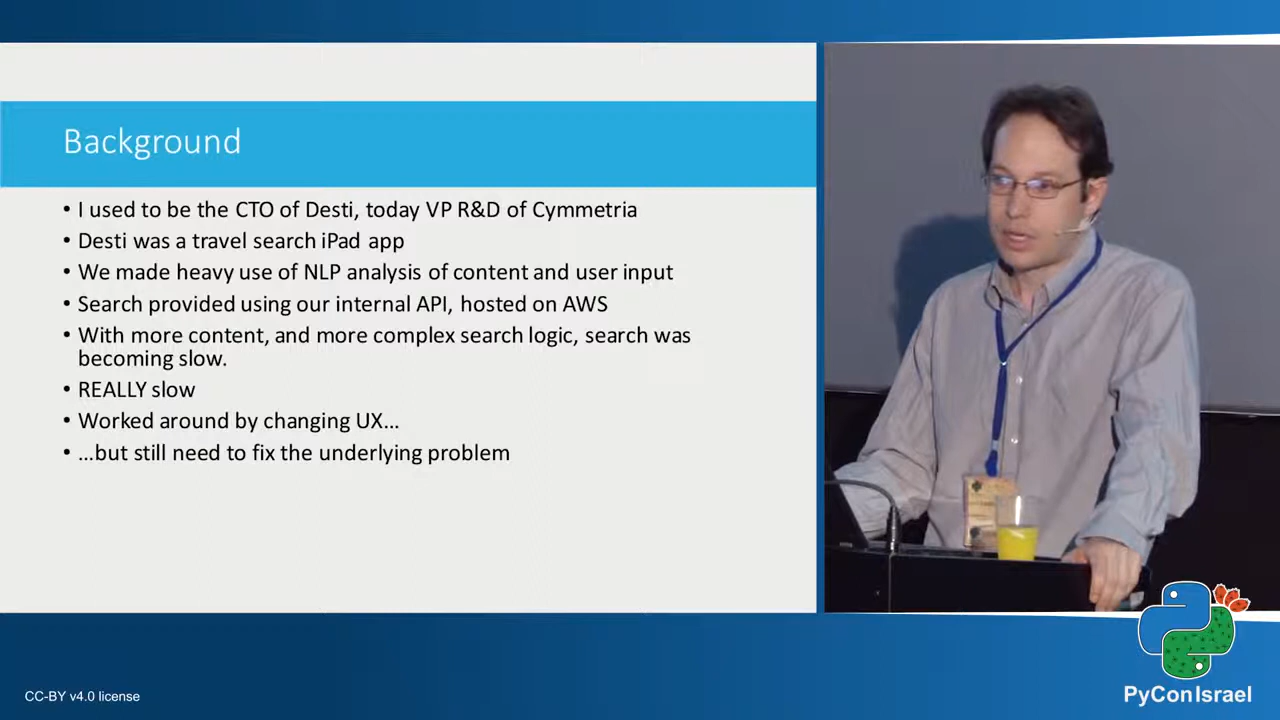 Background
• I used to be the CTO of Desti, today VP R&D of Cymmetria
• Desti was a travel search iPad app
• We made heavy use of NLP analysis of content and user input
• Search provided using our internal API, hosted on AWS
• With more content, and more complex search logic, search was
becoming slow.
• REALLY slow
• Worked around by changing UX…
• …but still need to fix the underlying problem
CC-BY v4.0 license
PyConIsrael